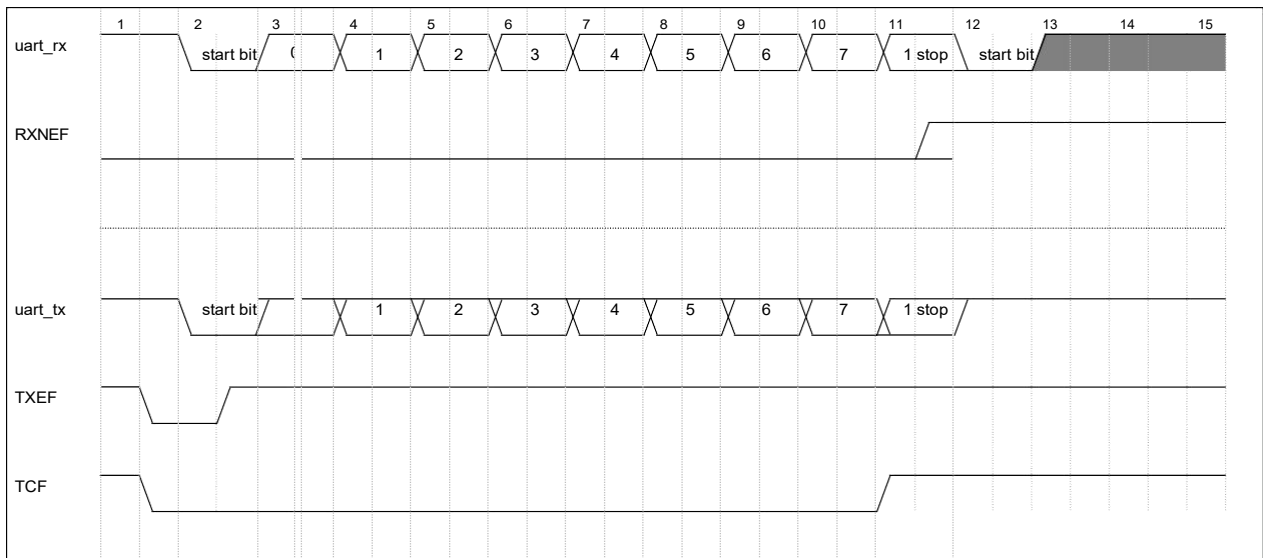 1 2 3 4 5 6 7 8 9 10 11 12 13 14 15
uart_rx start bit 0 1 2 3 4 5 6 7 1 stop start bit
RXNEF
uart_tx start bit 1 2 3 4 5 6 7 1 stop
TXEF
TCF